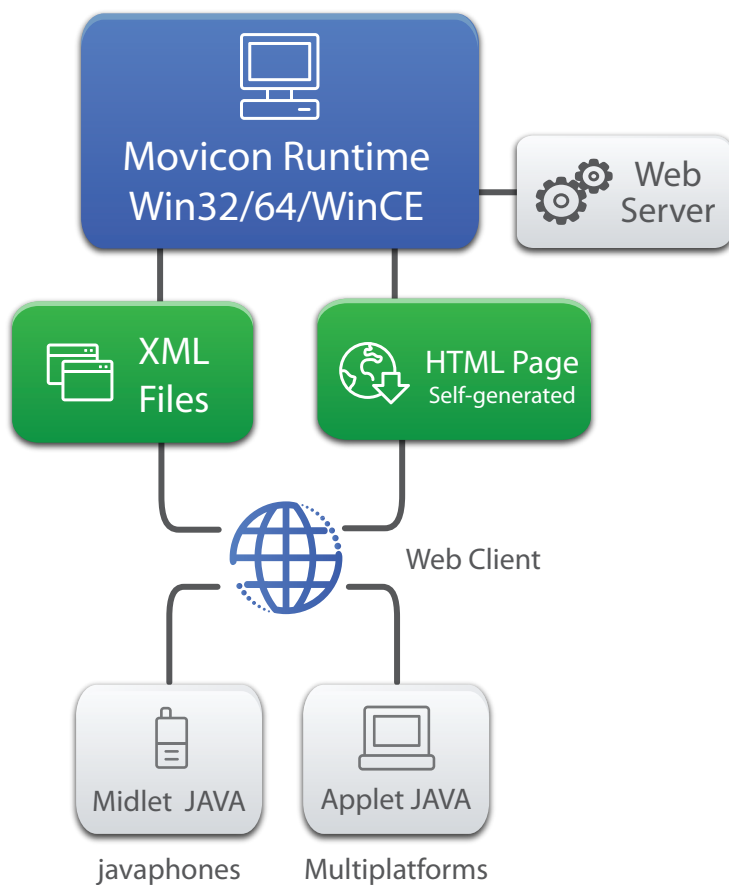 Movicon Runtime
Win32/64/WinCE
Web
Server
XML
Files
HTML Page
Self-generated
Web Client
Midlet JAVA
Applet JAVA
javaphones
Multiplatforms